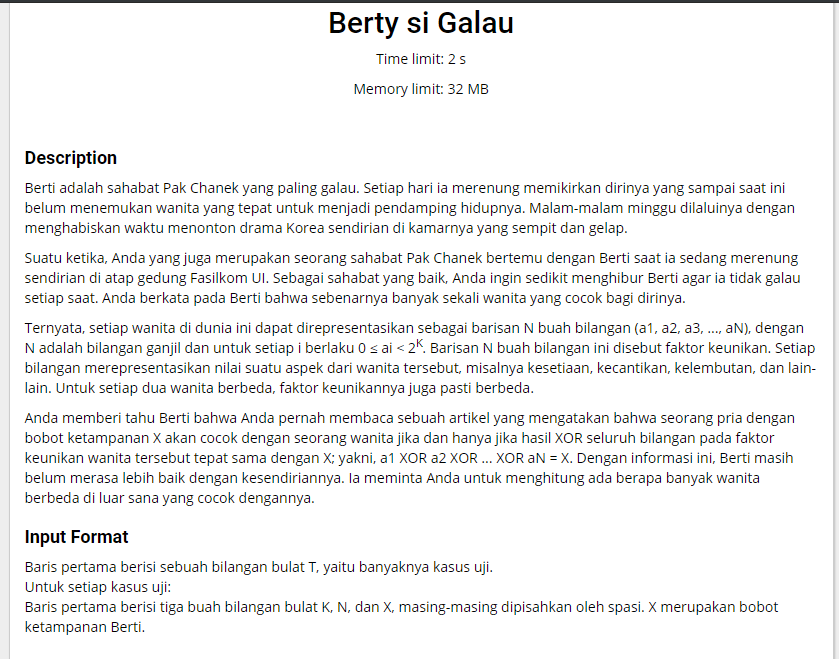 Berty si Galau
Time limit: 2 s
Memory limit: 32 MB
Description
Berti adalah sahabat Pak Chanek yang paling galau. Setiap hari ia merenung memikirkan dirinya yang sampai saat ini
belum menemukan wanita yang tepat untuk menjadi pendamping hidupnya. Malam-malam minggu dilaluinya dengan
menghabiskan waktu menonton drama Korea sendirian di kamarnya yang sempit dan gelap.
Suatu ketika, Anda yang juga merupakan seorang sahabat Pak Chanek bertemu dengan Berti saat ia sedang merenung
sendirian di atap gedung Fasilkom UI. Sebagai sahabat yang baik, Anda ingin sedikit menghibur Berti agar ia tidak galau
setiap saat. Anda berkata pada Berti bahwa sebenarnya banyak sekali wanita yang cocok bagi dirinya.
Ternyata, setiap wanita di dunia ini dapat direpresentasikan sebagai barisan N buah bilangan (a1, a2, a3, ..., aN), dengan
N adalah bilangan ganjil dan untuk setiap i berlaku 0 ≤ ai < 2^K. Barisan N buah bilangan ini disebut faktor keunikan. Setiap
bilangan merepresentasikan nilai suatu aspek dari wanita tersebut, misalnya kesetiaan, kecantikan, kelembutan, dan lain-
lain. Untuk setiap dua wanita berbeda, faktor keunikannya juga pasti berbeda.
Anda memberi tahu Berti bahwa Anda pernah membaca sebuah artikel yang mengatakan bahwa seorang pria dengan
bobot ketampanan X akan cocok dengan seorang wanita jika dan hanya jika hasil XOR seluruh bilangan pada faktor
keunikan wanita tersebut tepat sama dengan X; yakni, a1 XOR a2 XOR ... XOR aN = X. Dengan informasi ini, Berti masih
belum merasa lebih baik dengan kesendiriannya. Ia meminta Anda untuk menghitung ada berapa banyak wanita
berbeda di luar sana yang cocok dengannya.
Input Format
Baris pertama berisi sebuah bilangan bulat T, yaitu banyaknya kasus uji.
Untuk setiap kasus uji:
Baris pertama berisi tiga buah bilangan bulat K, N, dan X, masing-masing dipisahkan oleh spasi. X merupakan bobot
ketampanan Berti.